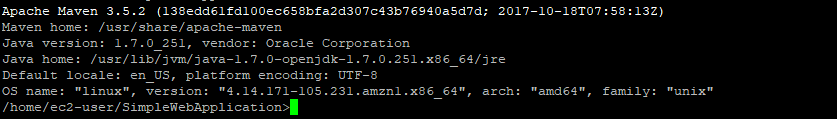 Apache Maven 3.5.2 (138edd61fd100ec658bfa2d307c43b76940a5d7d; 2017-10-18T07:58:13Z)
Maven home: /usr/share/apache-maven
Java version: 1.7.0_251, vendor: Oracle Corporation
Java home: /usr/lib/jvm/java-1.7.0-openjdk-1.7.0.251.x86_64/jre
Default locale: en_US, platform encoding: UTF-8
OS name: "linux", version: "4.14.171-105.231.amzn1.x86_64", arch: "amd64", family: "unix"
/home/ec2-user/SimpleWebApplication>